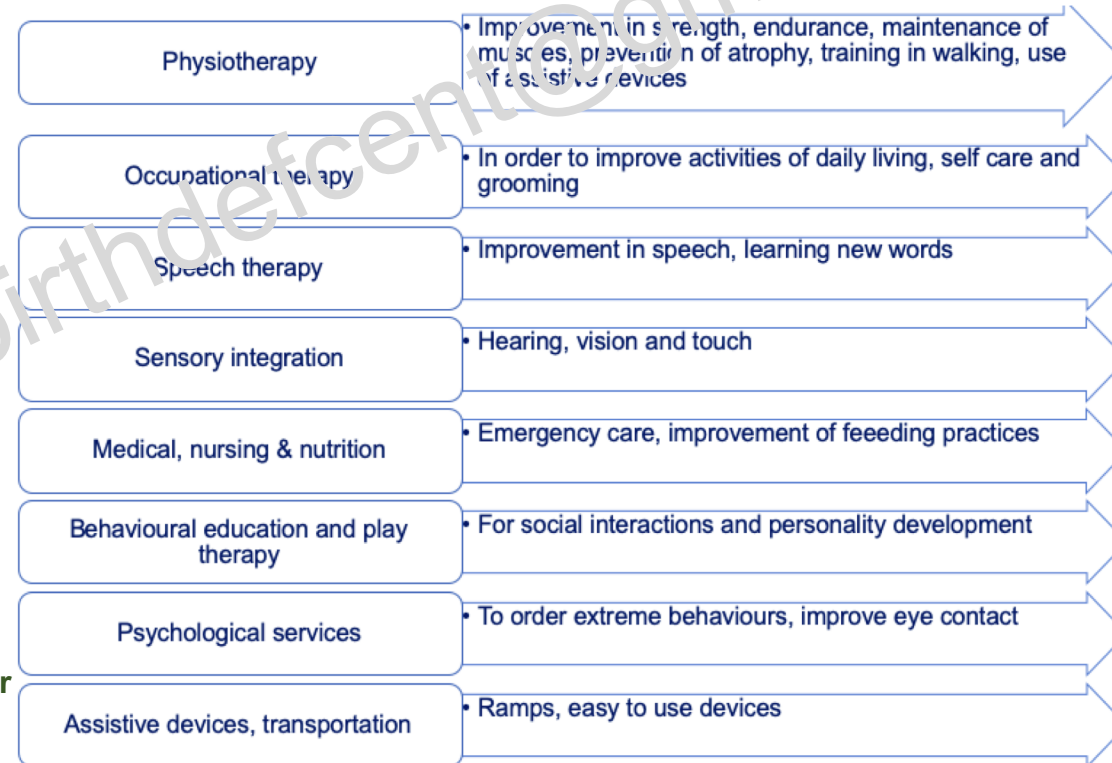 Physiotherapy
• Improvement in strength, endurance, maintenance of
muscles, prevention of atrophy, training in walking, use
of assistive devices
Occupational therapy
• In order to improve activities of daily living, self care and
grooming
Speech therapy
• Improvement in speech, learning new words
Sensory integration
• Hearing, vision and touch
Medical, nursing & nutrition
• Emergency care, improvement of feeeding practices
Behavioural education and play
therapy
• For social interactions and personality development
Psychological services
• To order extreme behaviours, improve eye contact
r
Assistive devices, transportation
• Ramps, easy to use devices
irthdefcent@g